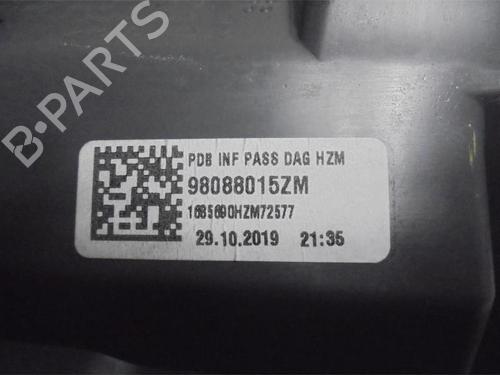 B-PARTS
PDB INF PASS DAG HZM
98088015ZM
1685690HZM72577
29.10.2019 21:35